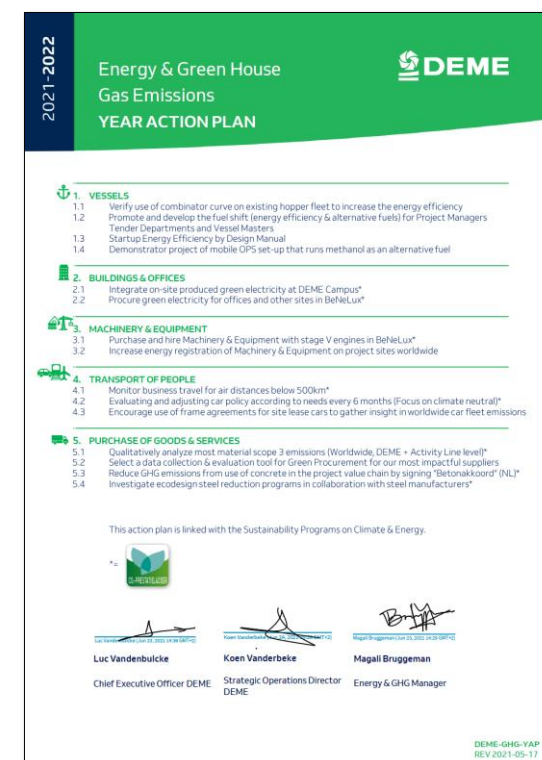 2021-2022
Energy & Green House
Gas Emissions
YEAR ACTION PLAN
DEME
1. VESSELS
1.1 Verify use of combinator curve on existing hopper fleet to increase the energy efficiency
1.2 Promote and develop the fuel shift (energy efficiency & alternative fuels) for Project Managers
Tender Departments and Vessel Masters
1.3 Startup Energy Efficiency by Design Manual
1.4 Demonstrator project of mobile OPS set-up that runs methanol as an alternative fuel
2. BUILDINGS & OFFICES
2.1 Integrate on-site produced green electricity at DEME Campus*
2.2 Procure green electricity for offices and other sites in BeNeLux*
3. MACHINERY & EQUIPMENT
3.1 Purchase and hire Machinery & Equipment with stage V engines in BeNeLux*
3.2 Increase energy registration of Machinery & Equipment on project sites worldwide
4. TRANSPORT OF PEOPLE
4.1 Monitor business travel for air distances below 500km*
4.2 Evaluating and adjusting car policy according to needs every 6 months (Focus on climate neutral)*
4.3 Encourage use of frame agreements for site lease cars to gather insight in worldwide car fleet emissions
5. PURCHASE OF GOODS & SERVICES
5.1 Qualitatively analyze most material scope 3 emissions (Worldwide, DEME + Activity Line level)*
5.2 Select a data collection & evaluation tool for Green Procurement for our most impactful suppliers
5.3 Reduce GHG emissions from use of concrete in the project value chain by signing "Betonakkoord" (NL)*
5.4 Investigate ecodesign steel reduction programs in collaboration with steel manufacturers*
This action plan is linked with the Sustainability Programs on Climate & Energy.
*=
CO₂-PRESTATIELADDER
Luc Vandenbulcke
Koen Vanderbeke
Magali Bruggeman
Chief Executive Officer DEME
Strategic Operations Director
DEME
Energy & GHG Manager
DEME-GHG-YAP
REV 2021-05-17